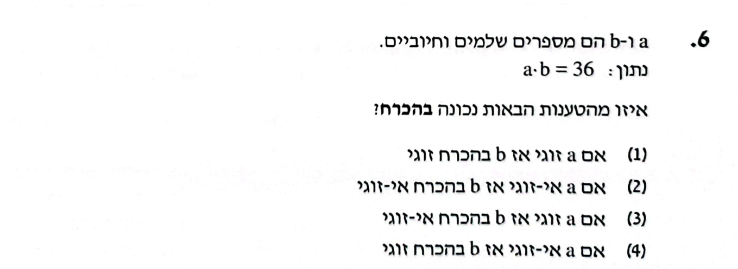 6. a ו-b הם מספרים שלמים וחיוביים.
נתון: a·b = 36
איזו מהטענות הבאות נכונה בהכרח?
(1) אם a זוגי אז b בהכרח זוגי
(2) אם a אי-זוגי אז b בהכרח אי-זוגי
(3) אם a זוגי אז b בהכרח אי-זוגי
(4) אם a אי-זוגי אז b בהכרח זוגי